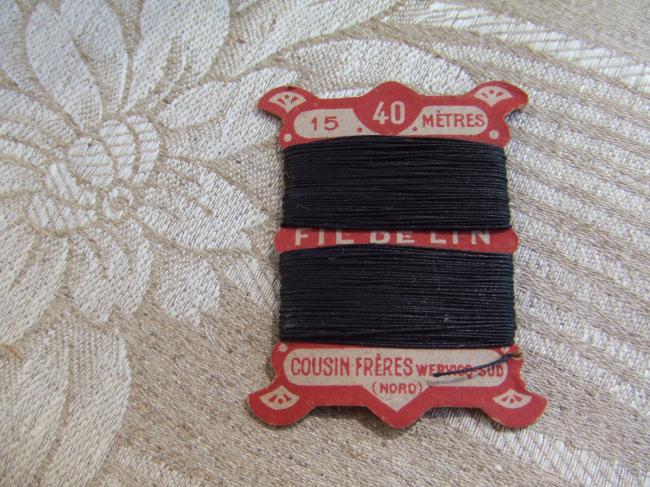 15 40 MÈTRES
FIL DE LIN
COUSIN FRÈRES WERVICQ-SUD
(NORD)